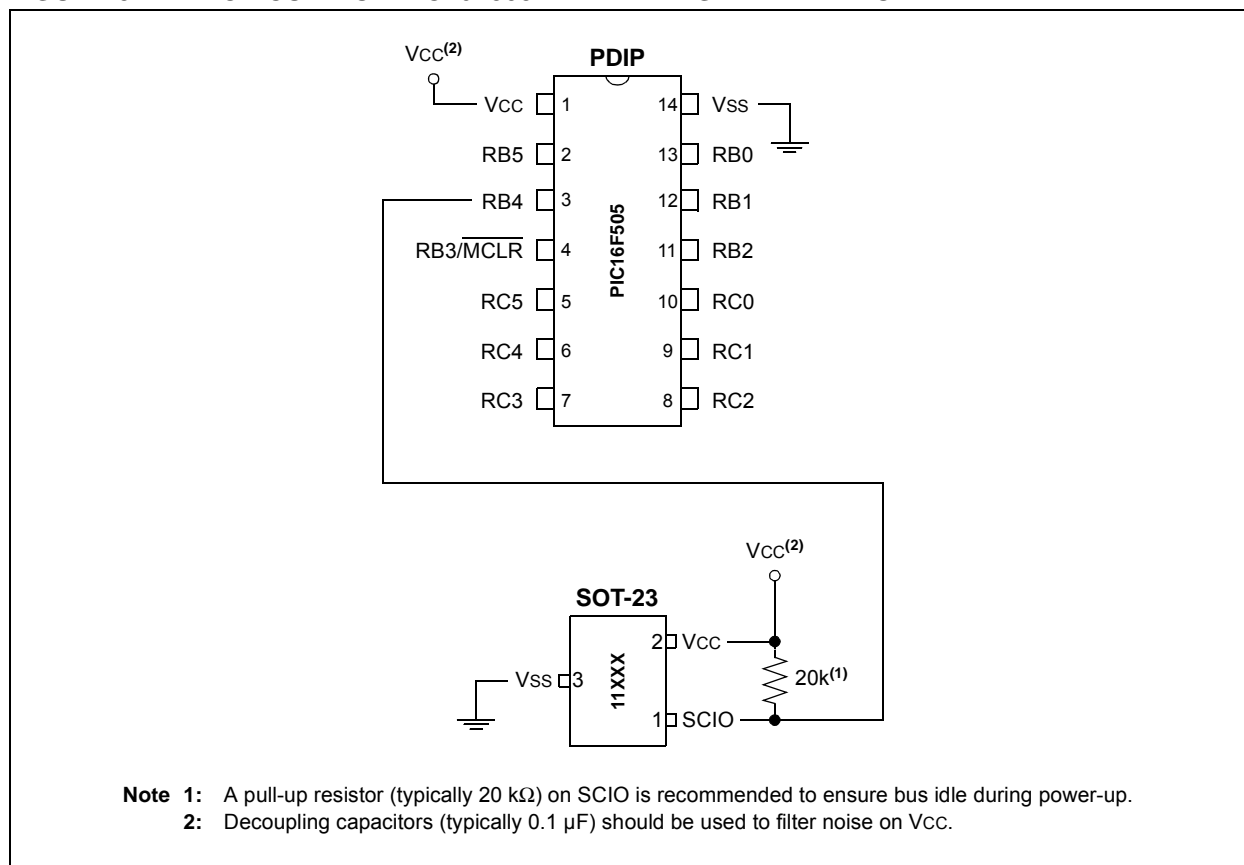 VCC(2)
PDIP
VCC 1 14 VSS
RB5 2 13 RB0
RB4 3 12 RB1
RB3/MCLR 4 11 RB2
RC5 5 10 RC0
RC4 6 9 RC1
RC3 7 8 RC2
PIC16F505
VCC(2)
SOT-23
2 VCC
VSS 3
11XXX
20k(1)
1 SCIO
Note 1: A pull-up resistor (typically 20 kΩ) on SCIO is recommended to ensure bus idle during power-up.
2: Decoupling capacitors (typically 0.1 µF) should be used to filter noise on VCC.